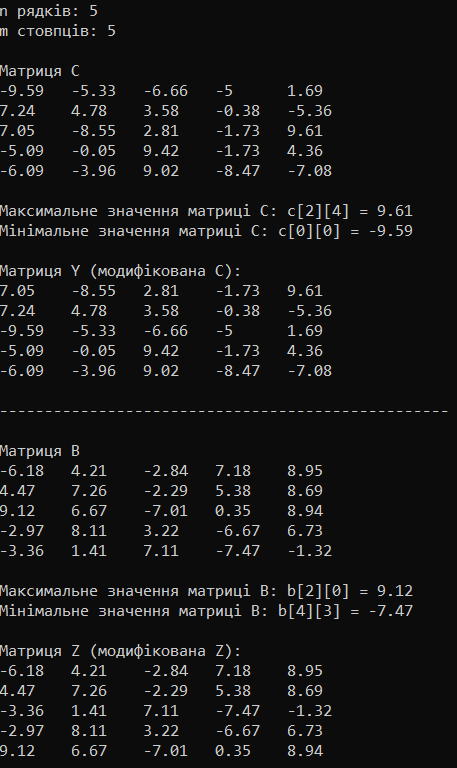 n рядків: 5
m стовпців: 5
Матриця C
-9.59 -5.33 -6.66 -5 1.69
7.24 4.78 3.58 -0.38 -5.36
7.05 -8.55 2.81 -1.73 9.61
-5.09 -0.05 9.42 -1.73 4.36
-6.09 -3.96 9.02 -8.47 -7.08
Максимальне значення матриці C: c[2][4] = 9.61
Мінімальне значення матриці C: c[0][0] = -9.59
Матриця Y (модифікована C):
7.05 -8.55 2.81 -1.73 9.61
7.24 4.78 3.58 -0.38 -5.36
-9.59 -5.33 -6.66 -5 1.69
-5.09 -0.05 9.42 -1.73 4.36
-6.09 -3.96 9.02 -8.47 -7.08
--------------------------------------------------
Матриця B
-6.18 4.21 -2.84 7.18 8.95
4.47 7.26 -2.29 5.38 8.69
9.12 6.67 -7.01 0.35 8.94
-2.97 8.11 3.22 -6.67 6.73
-3.36 1.41 7.11 -7.47 -1.32
Максимальне значення матриці B: b[2][0] = 9.12
Мінімальне значення матриці B: b[4][3] = -7.47
Матриця Z (модифікована Z):
-6.18 4.21 -2.84 7.18 8.95
4.47 7.26 -2.29 5.38 8.69
-3.36 1.41 7.11 -7.47 -1.32
-2.97 8.11 3.22 -6.67 6.73
9.12 6.67 -7.01 0.35 8.94